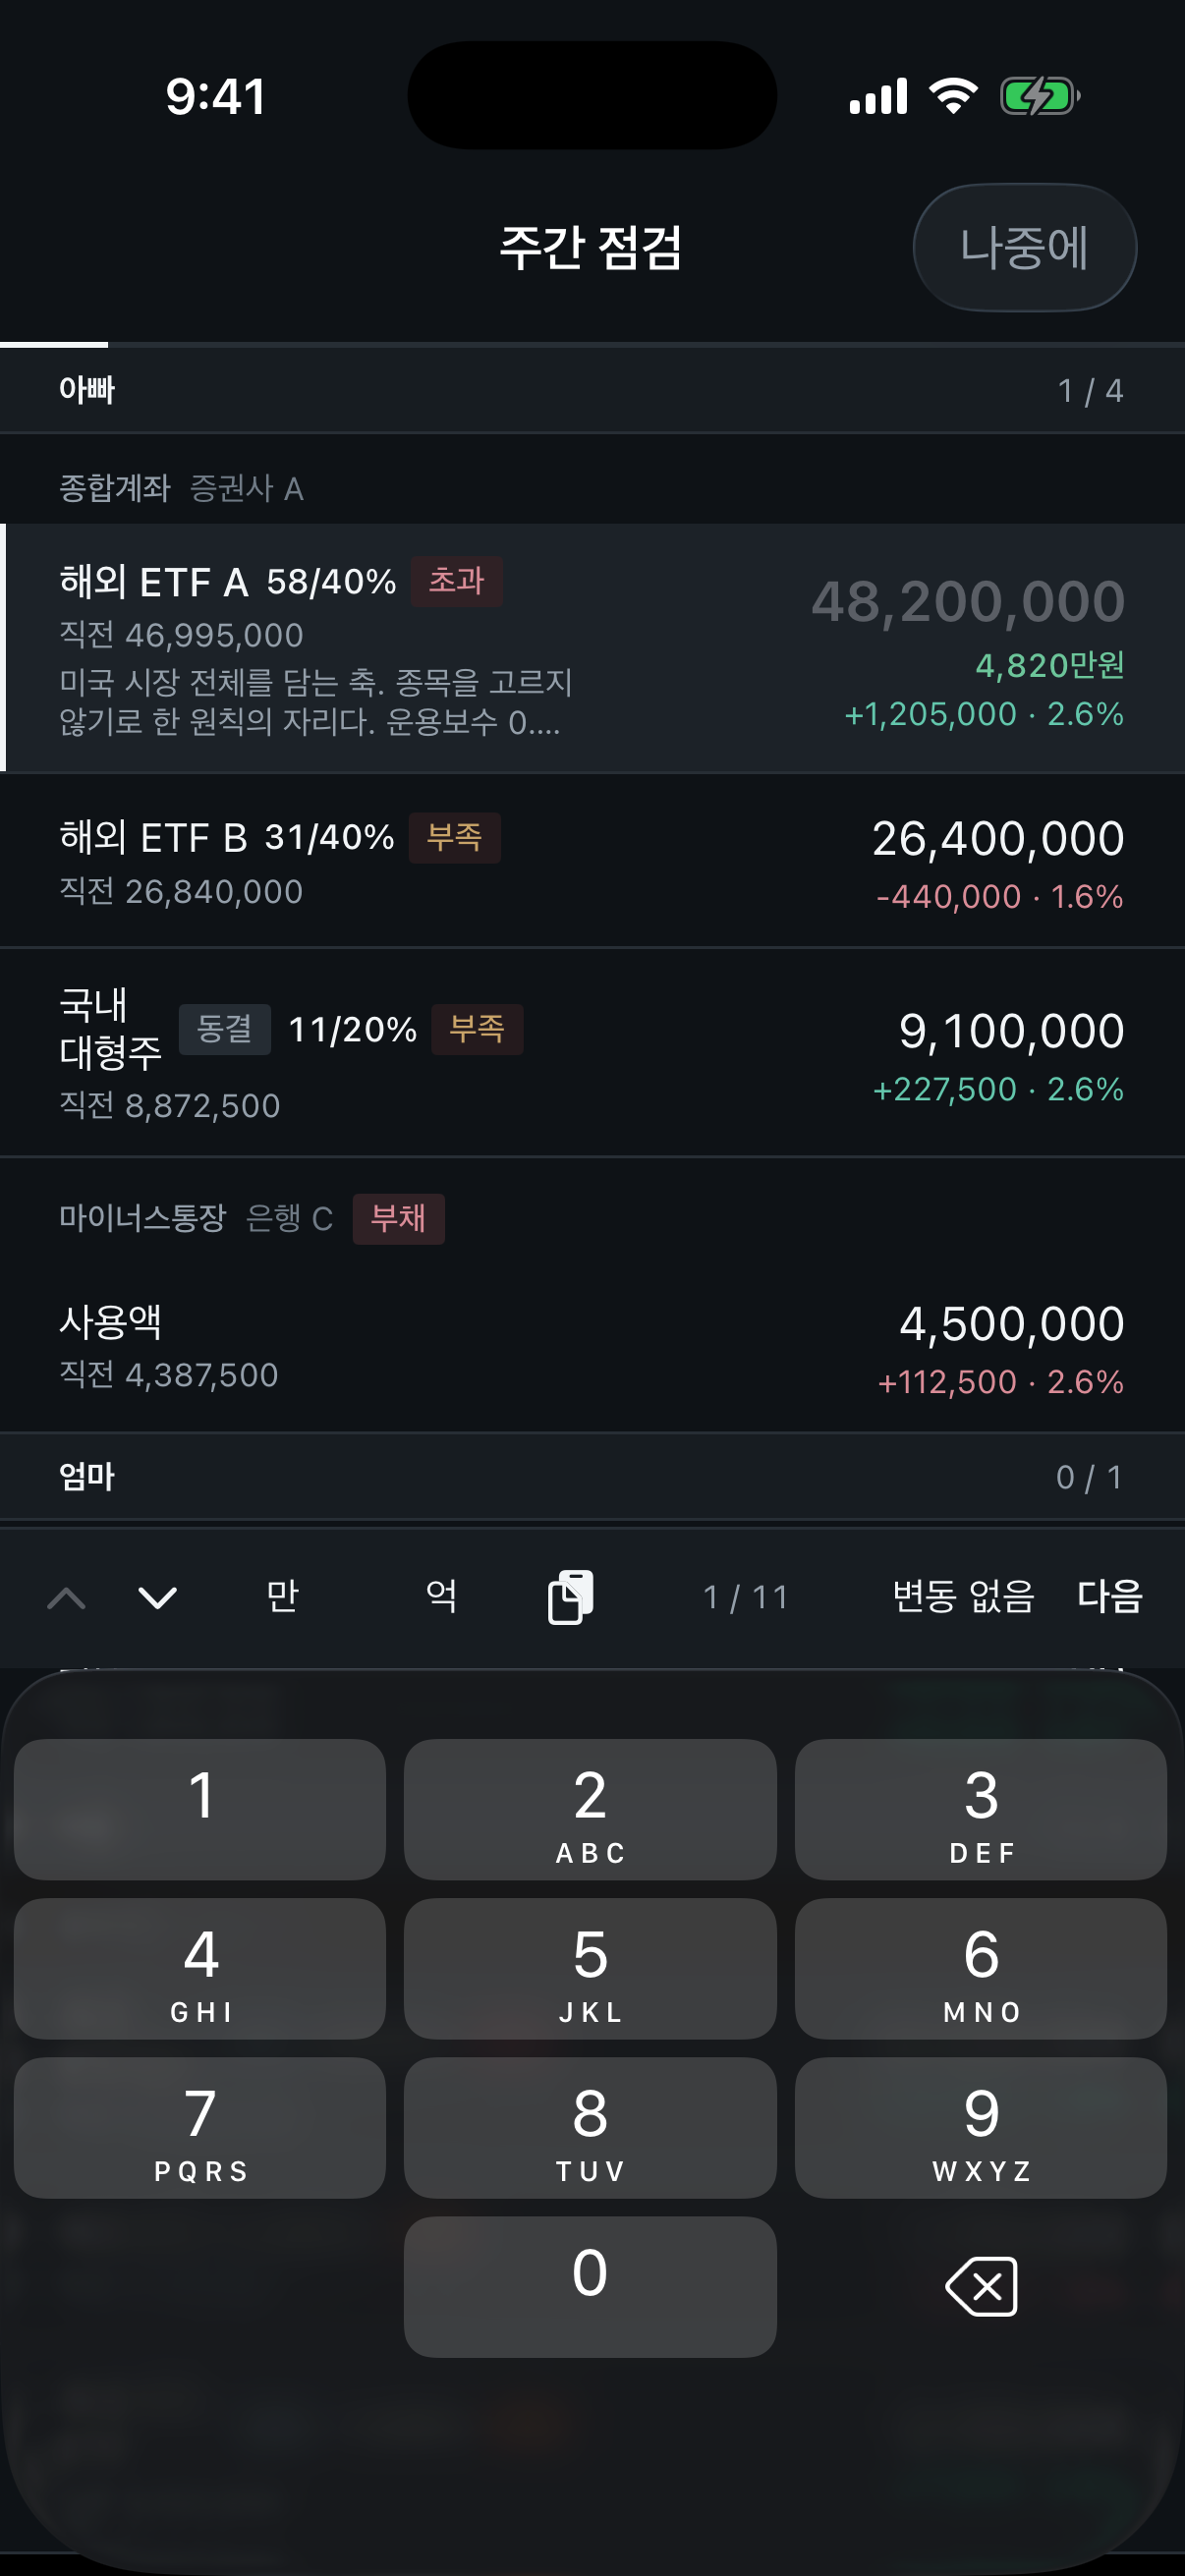 9:41
주간 점검
나중에
아빠 1 / 4
종합계좌 증권사 A
해외 ETF A 58/40% 초과
48,200,000
직전 46,995,000
4,820만원
미국 시장 전체를 담는 축. 종목을 고르지
않기로 한 원칙의 자리다. 운용보수 0....
+1,205,000 · 2.6%
해외 ETF B 31/40% 부족
26,400,000
직전 26,840,000
-440,000 · 1.6%
국내
대형주 동결 11/20% 부족
9,100,000
직전 8,872,500
+227,500 · 2.6%
마이너스통장 은행 C 부채
사용액
4,500,000
직전 4,387,500
+112,500 · 2.6%
엄마 0 / 1
만 억 1 / 11 변동 없음 다음
1 2 3
ABC DEF
4 5 6
GHI JKL MNO
7 8 9
PQRS TUV WXYZ
0